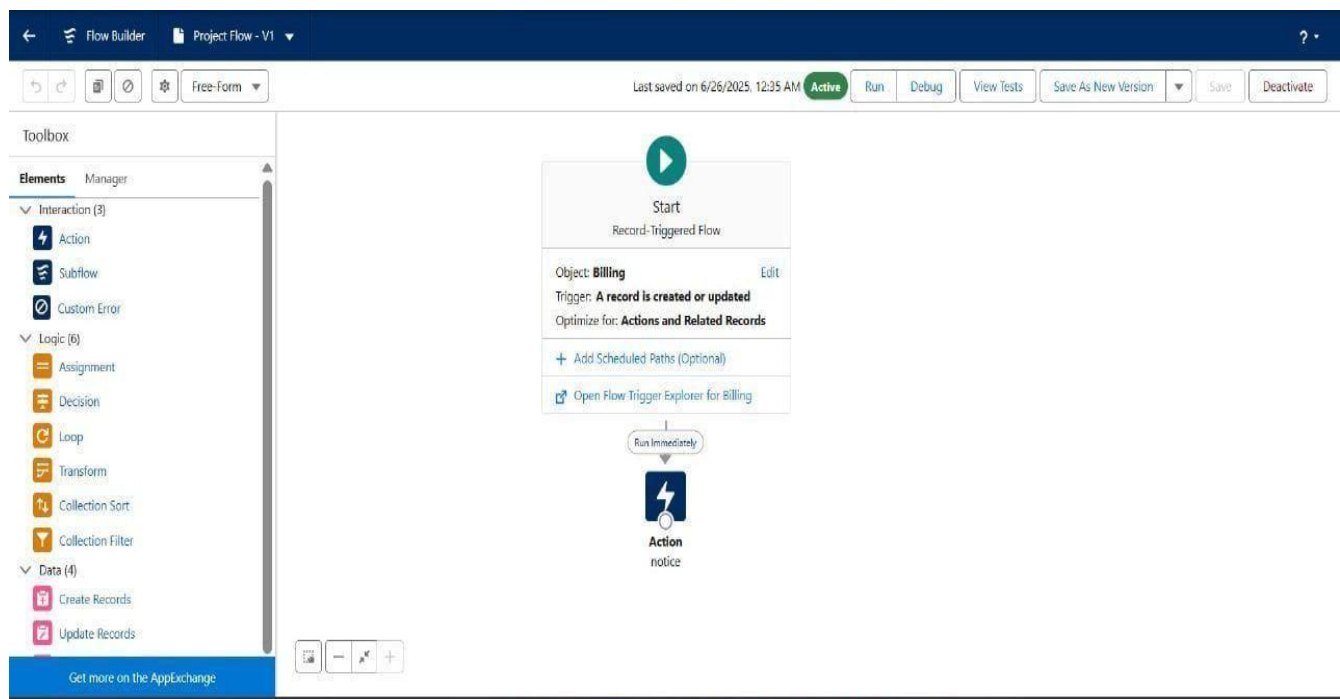 Flow Builder Project Flow - V1 ?
Free-Form Last saved on 6/26/2025, 12:35 AM Active Run Debug View Tests Save As New Version Save Deactivate
Toolbox
Elements Manager
Interaction (3)
Action
Subflow
Custom Error
Logic (6)
Assignment
Decision
Loop
Transform
Collection Sort
Collection Filter
Data (4)
Create Records
Update Records
Get more on the AppExchange
Start
Record-Triggered Flow
Object: Billing Edit
Trigger: A record is created or updated
Optimize for: Actions and Related Records
+ Add Scheduled Paths (Optional)
Open Flow Trigger Explorer for Billing
Run Immediately
Action
notice